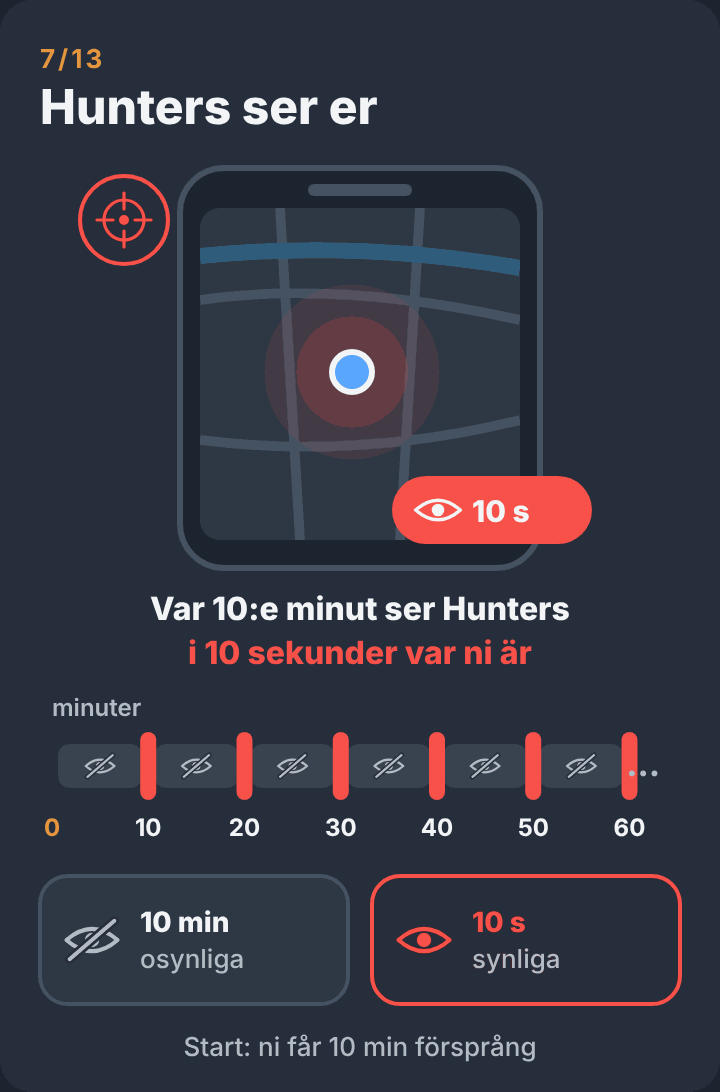 7/13
Hunters ser er
10 s
Var 10:e minut ser Hunters
i 10 sekunder var ni är
minuter
...
0 10 20 30 40 50 60
10 min
osynliga
10 s
synliga
Start: ni får 10 min försprång